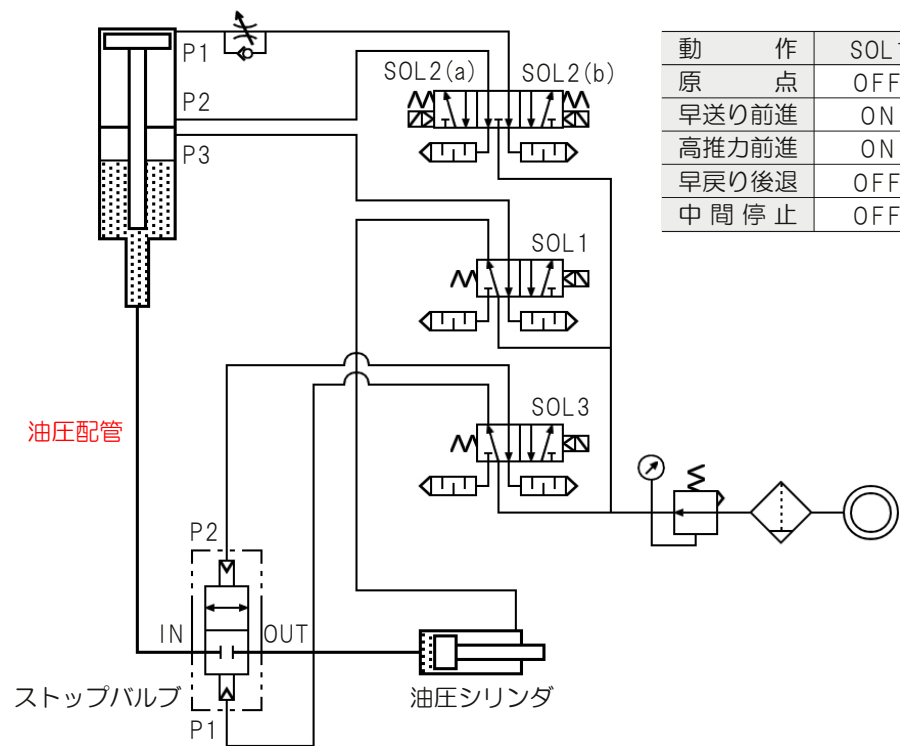 P1
P2
P3
SOL2(a)
SOL2(b)
動作 SOL1
原点 OFF
早送り前進 ON
高推力前進 ON
早戻り後退 OFF
中間停止 OFF
SOL1
SOL3
油圧配管
P2
IN
OUT
ストップバルブ
P1
油圧シリンダ